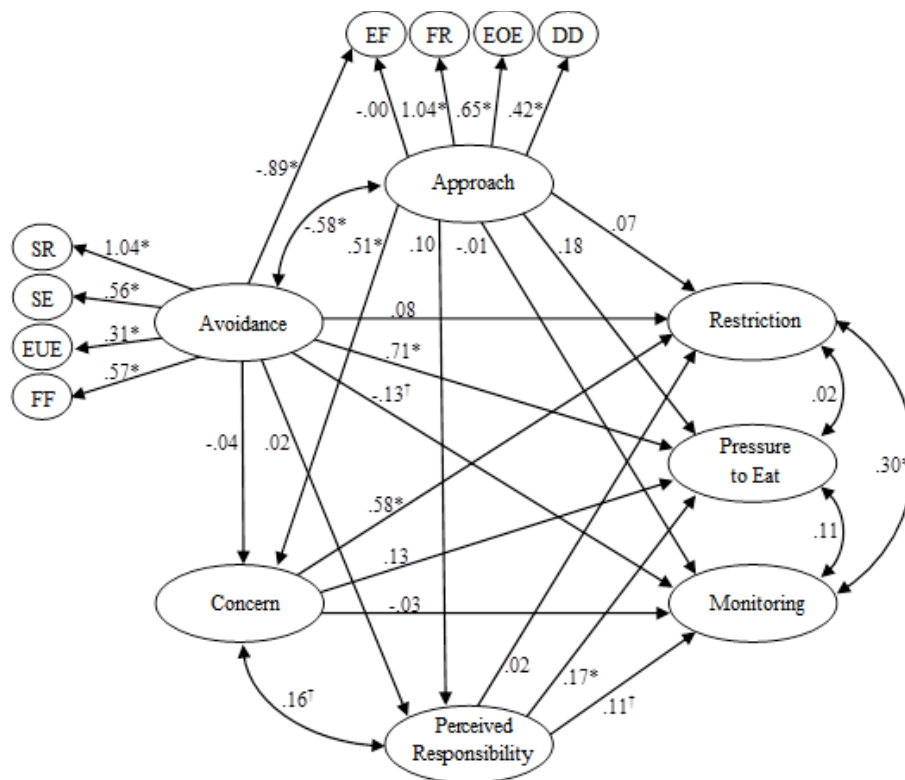 EF FR EOE DD
-.00 1.04* .65* .42*
-.89*
Approach
-.58* .51* .10 -.01 .18 .07
SR 1.04*
SE .56*
EUE .31*
FF .57*
Avoidance
.08
.71*
-.13†
Restriction
.02
Pressure
to Eat
.30*
.11
-.04 .02
.58*
.13
Concern
-.03
Monitoring
.16†
.02 .17* .11†
Perceived
Responsibility